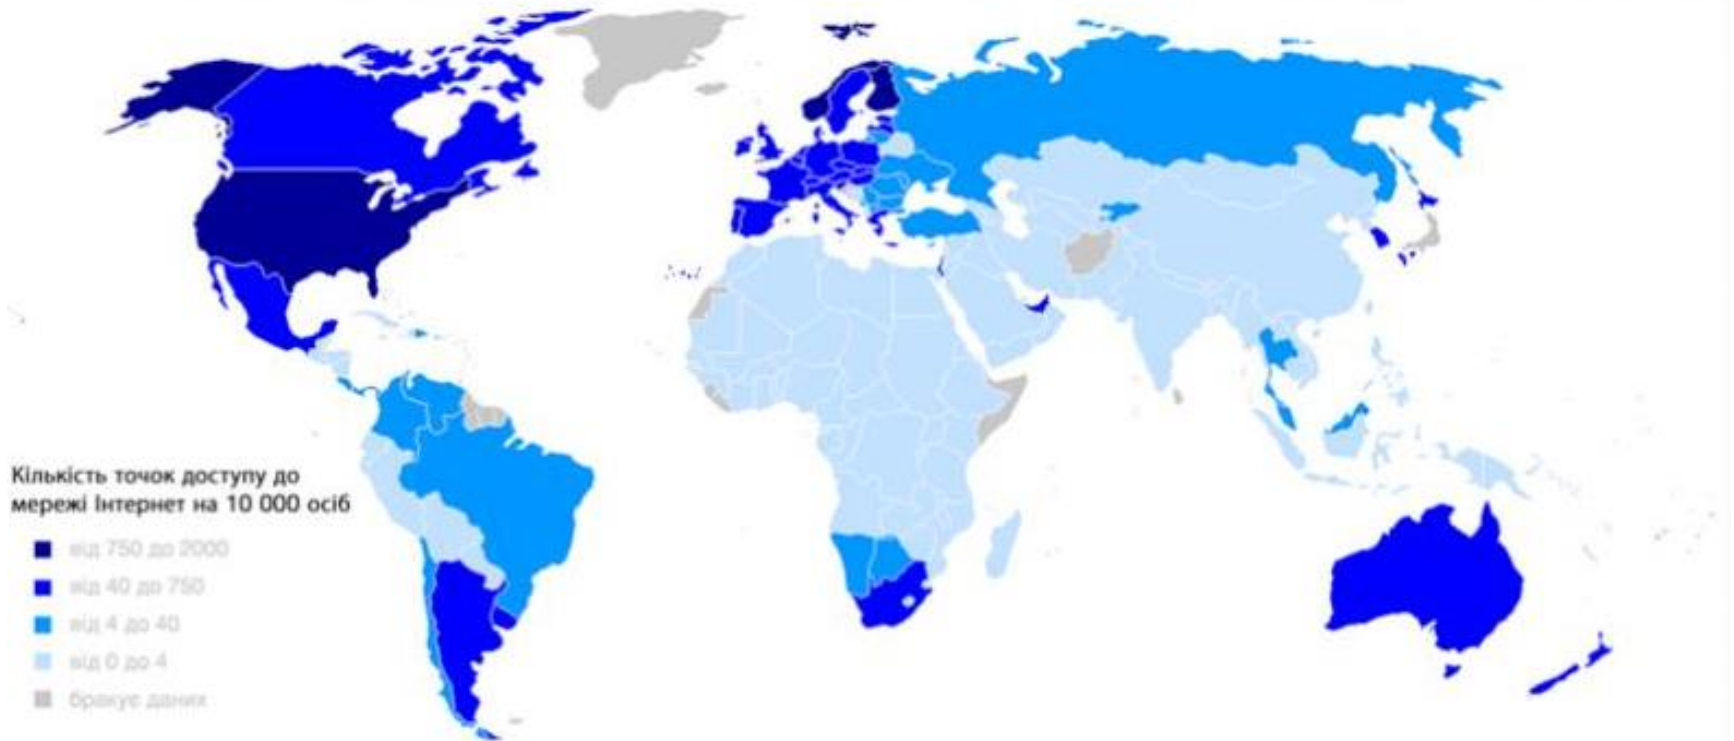 Кількість точок доступу до
мережі Інтернет на 10 000 осіб
від 750 до 2000
від 40 до 750
від 4 до 40
від 0 до 4
бракує даних